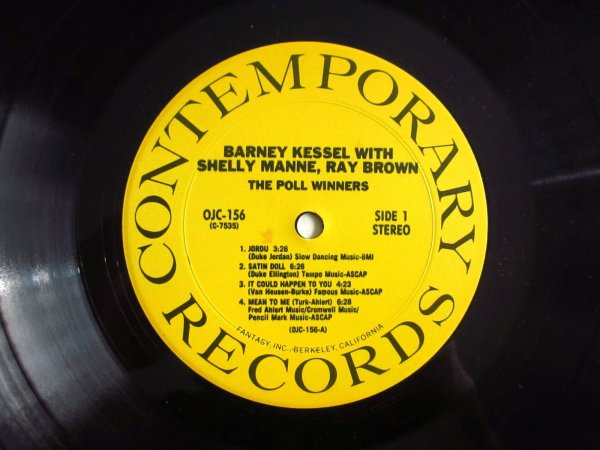 CONTEMPORARY RECORDS
BARNEY KESSEL WITH
SHELLY MANNE, RAY BROWN
THE POLL WINNERS
OJC-156
(C-7535)
SIDE 1
STEREO
1. JORDU 3:26
(Duke Jordan) Slow Dancing Music-BMI
2. SATIN DOLL 6:26
(Duke Ellington) Tempo Music-ASCAP
3. IT COULD HAPPEN TO YOU 4:23
(Van Heusen-Burke) Famous Music-ASCAP
4. MEAN TO ME (Turk-Ahlert) 6:28
Fred Ahlert Music/Cromwell Music/
Pencil Mark Music-ASCAP
(OJC-156-A)
FANTASY, INC., BERKELEY, CALIFORNIA